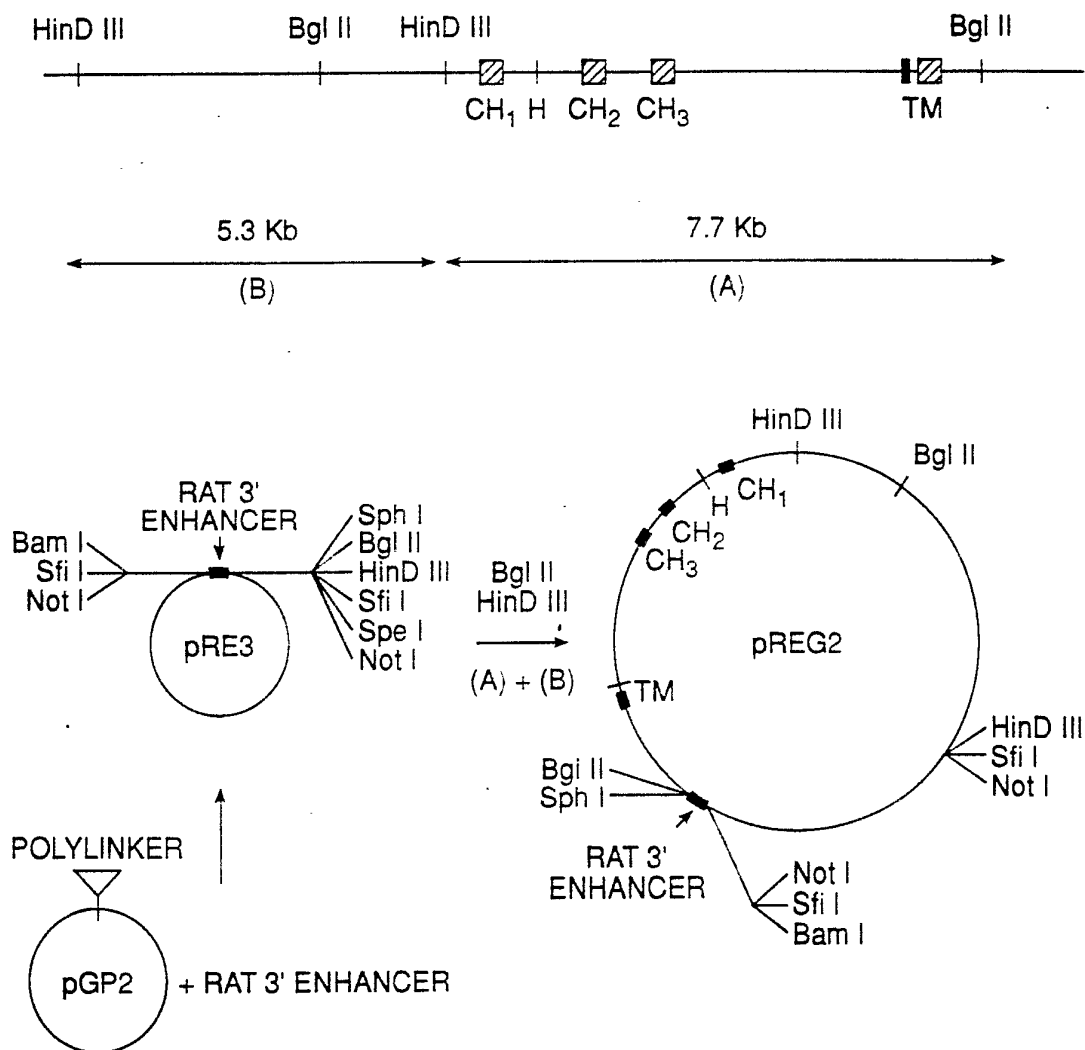 HinD III Bgl II HinD III Bgl II
CH₁ H CH₂ CH₃ TM
5.3 Kb 7.7 Kb
(B) (A)
RAT 3'
ENHANCER
Bam I
Sfi I
Not I
Sph I
Bgl II
HinD III
Sfi I
Spe I
Not I
pRE3
Bgl II
HinD III
(A) + (B)
HinD III
Bgl II
CH₁
H
CH₂
CH₃
pREG2
TM
HinD III
Sfi I
Not I
Bgi II
Sph I
RAT 3'
ENHANCER
Not I
Sfi I
Bam I
POLYLINKER
pGP2 + RAT 3' ENHANCER